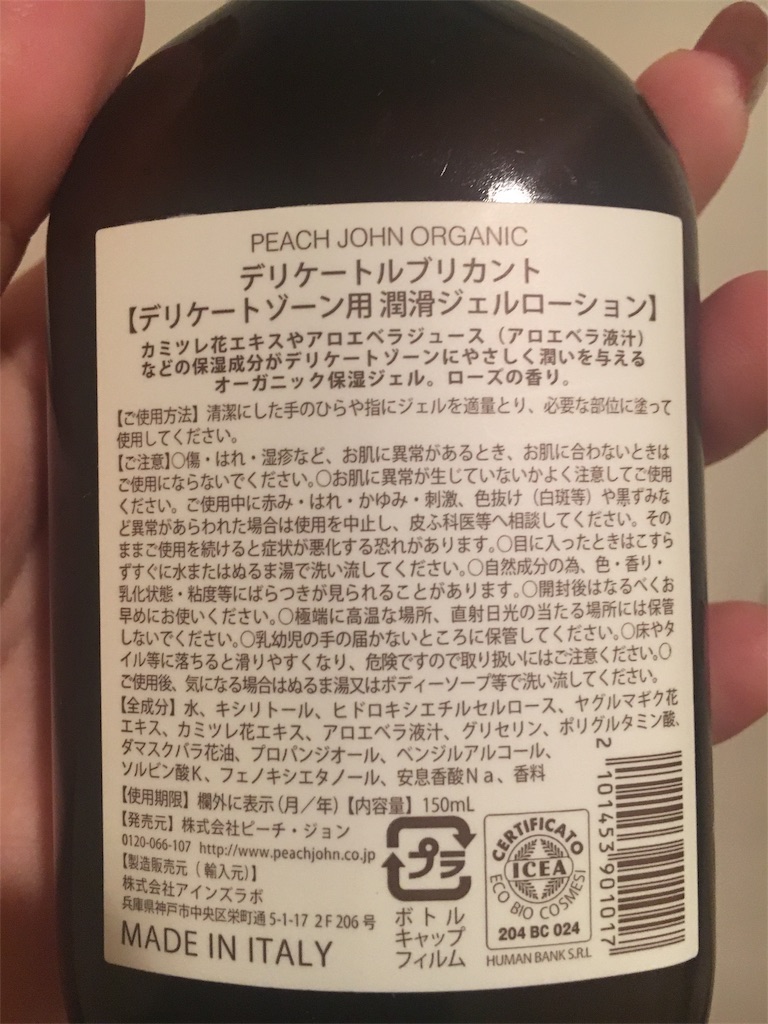 PEACH JOHN ORGANIC
デリケートルブリカント
【デリケートゾーン用 潤滑ジェルローション】
カミツレ花エキスやアロエベラジュース（アロエベラ液汁）
などの保湿成分がデリケートゾーンにやさしく潤いを与える
オーガニック保湿ジェル。ローズの香り。
【ご使用方法】清潔にした手のひらや指にジェルを適量とり、必要な部位に塗って
使用してください。
【ご注意】○傷・はれ・湿疹など、お肌に異常があるとき、お肌に合わないときは
ご使用にならないでください。○お肌に異常が生じていないかよく注意してご使用
ください。ご使用中に赤み・はれ・かゆみ・刺激、色抜け（白斑等）や黒ずみな
ど異常があらわれた場合は使用を中止し、皮ふ科医等へ相談してください。その
ままご使用を続けると症状が悪化する恐れがあります。○目に入ったときはこすら
ずすぐに水またはぬるま湯で洗い流してください。○自然成分の為、色・香り・
乳化状態・粘度等にばらつきが見られることがあります。○開封後はなるべくお
早めにお使いください。○極端に高温な場所、直射日光の当たる場所には保管
しないでください。○乳幼児の手の届かないところに保管してください。○床やタ
イル等に落ちると滑りやすくなり、危険ですので取り扱いにはご注意ください。○
ご使用後、気になる場合はぬるま湯又はボディーソープ等で洗い流してください。
【全成分】水、キシリトール、ヒドロキシエチルセルロース、ヤグルマギク花
エキス、カミツレ花エキス、アロエベラ液汁、グリセリン、ポリグルタミン酸、
ダマスクバラ花油、プロパンジオール、ベンジルアルコール、
ソルビン酸K、フェノキシエタノール、安息香酸Na、香料
【使用期限】欄外に表示（月／年）【内容量】150mL
【発売元】株式会社ピーチ・ジョン
0120-066-107 http://www.peachjohn.co.jp
【製造販売元（輸入元）】
株式会社アインズラボ
兵庫県神戸市中央区栄町通5-1-17 2F 206号
MADE IN ITALY
プラ
ボトル
キャップ
フィルム
CERTIFICATO
ICEA
ECO BIO COSMESI
204 BC 024
HUMAN BANK S.R.L
2 101453 901017